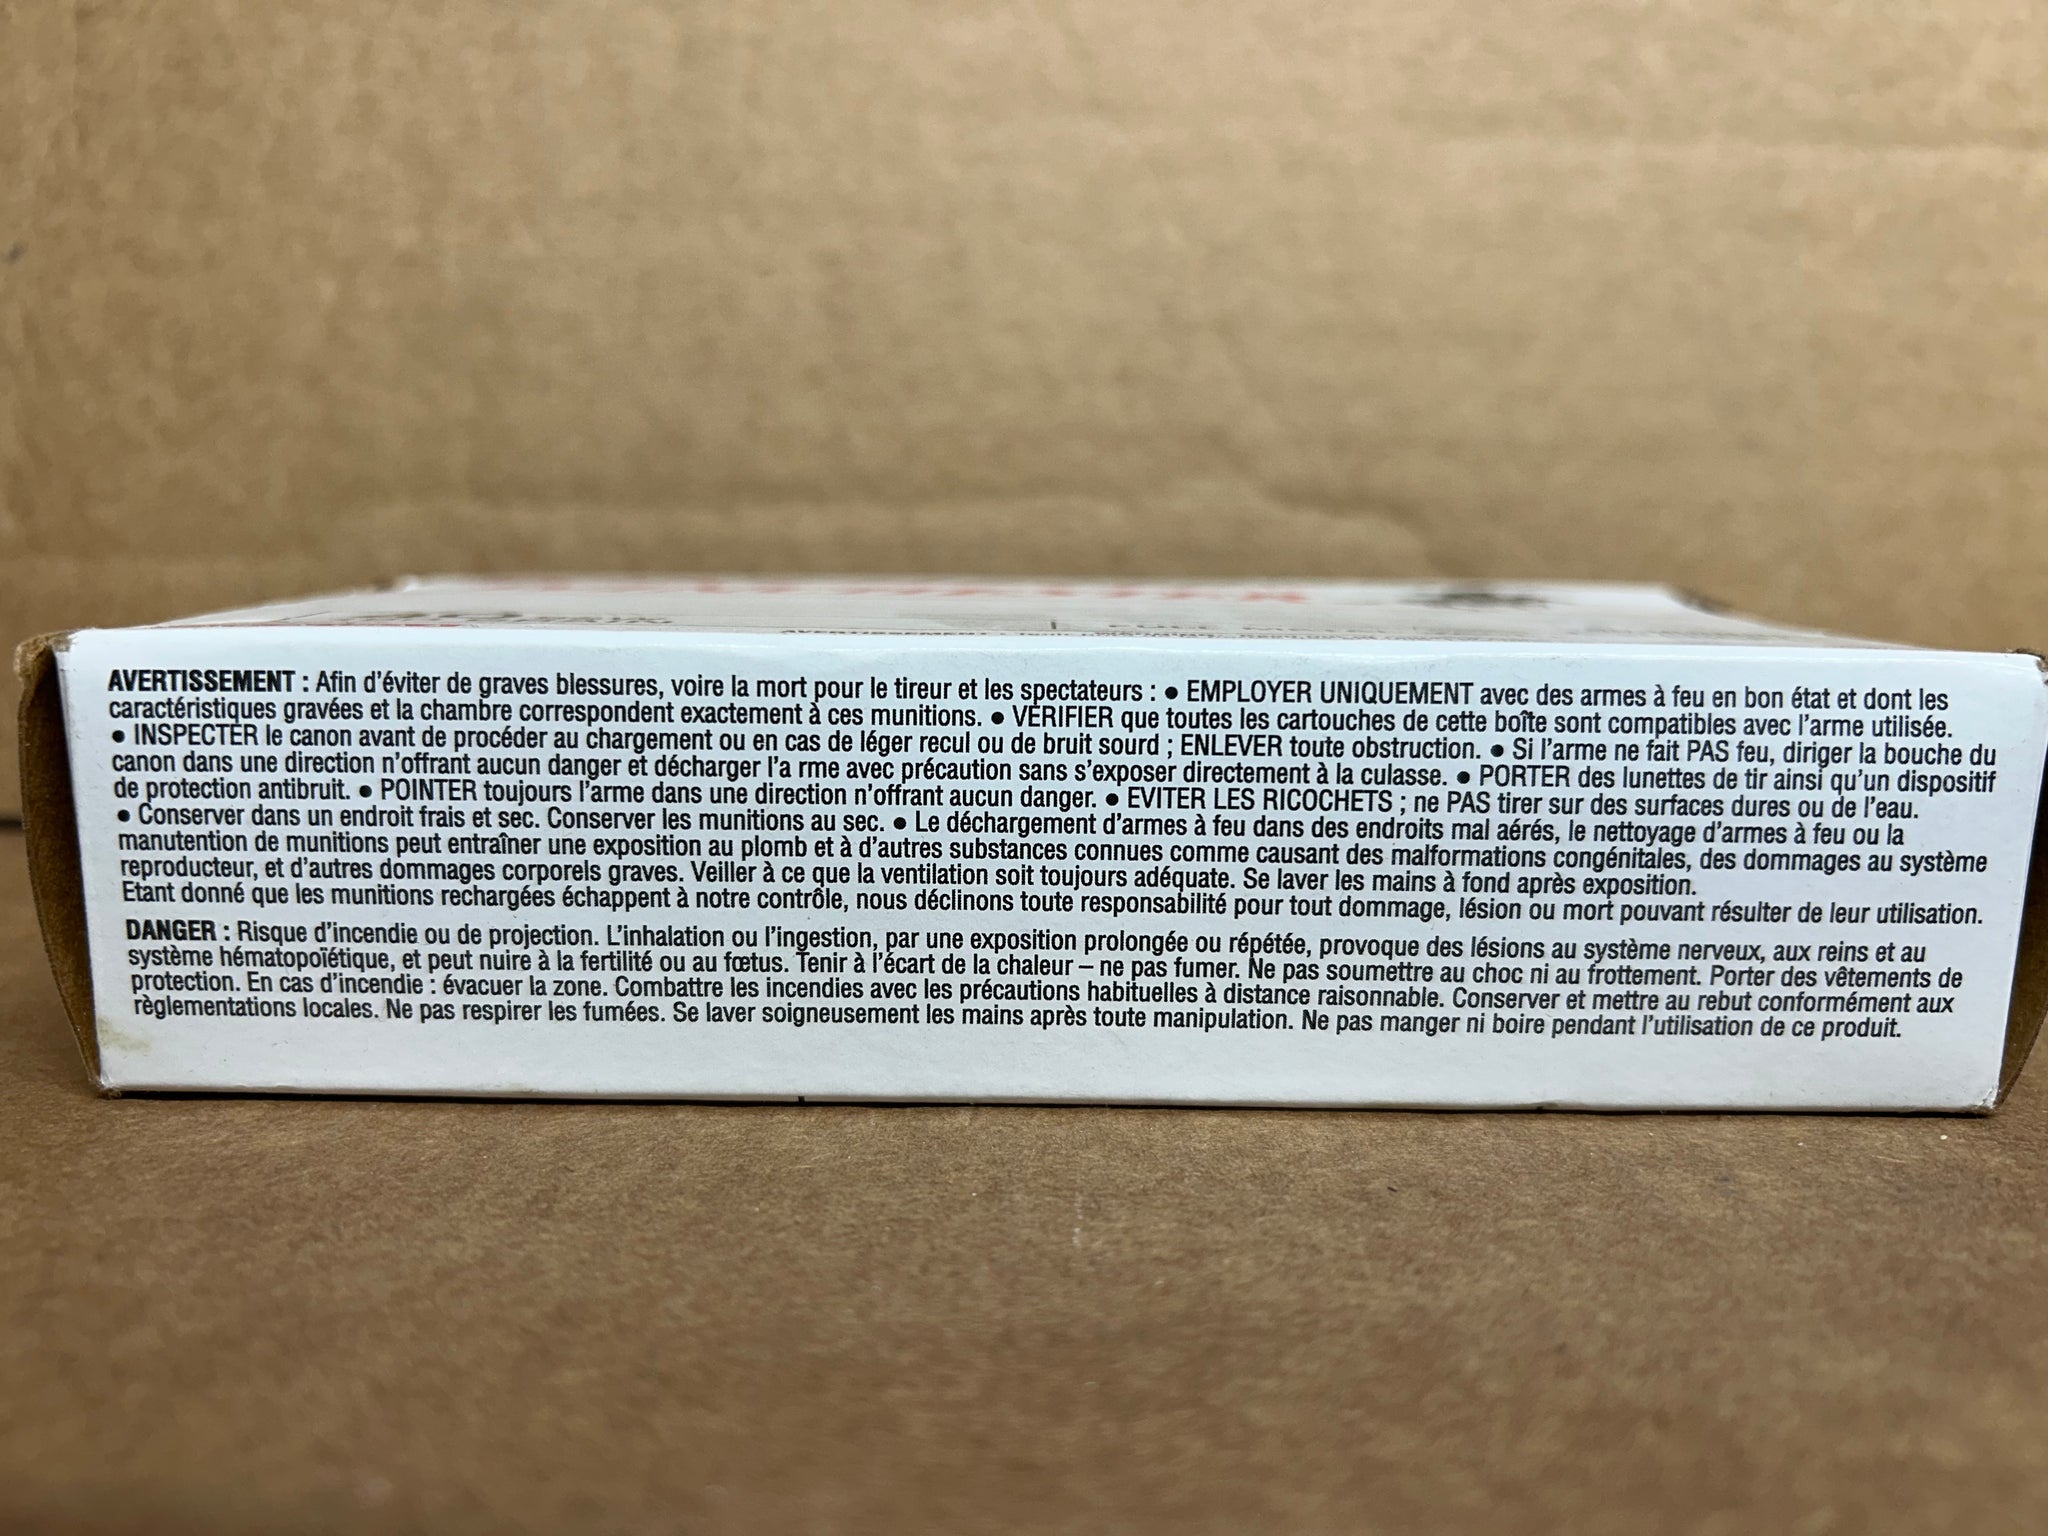 AVERTISSEMENT : Afin d'éviter de graves blessures, voire la mort pour le tireur et les spectateurs : ● EMPLOYER UNIQUEMENT avec des armes à feu en bon état et dont les
caractéristiques gravées et la chambre correspondent exactement à ces munitions. ● VÉRIFIER que toutes les cartouches de cette boîte sont compatibles avec l'arme utilisée.
● INSPECTER le canon avant de procéder au chargement ou en cas de léger recul ou de bruit sourd ; ENLEVER toute obstruction. ● Si l'arme ne fait PAS feu, diriger la bouche du
canon dans une direction n'offrant aucun danger et décharger l'a rme avec précaution sans s'exposer directement à la culasse. ● PORTER des lunettes de tir ainsi qu'un dispositif
de protection antibruit. ● POINTER toujours l'arme dans une direction n'offrant aucun danger. ● EVITER LES RICOCHETS ; ne PAS tirer sur des surfaces dures ou de l'eau.
● Conserver dans un endroit frais et sec. Conserver les munitions au sec. ● Le déchargement d'armes à feu dans des endroits mal aérés, le nettoyage d'armes à feu ou la
manutention de munitions peut entraîner une exposition au plomb et à d'autres substances connues comme causant des malformations congénitales, des dommages au système
reproducteur, et d'autres dommages corporels graves. Veiller à ce que la ventilation soit toujours adéquate. Se laver les mains à fond après exposition.
Etant donné que les munitions rechargées échappent à notre contrôle, nous déclinons toute responsabilité pour tout dommage, lésion ou mort pouvant résulter de leur utilisation.
DANGER : Risque d'incendie ou de projection. L'inhalation ou l'ingestion, par une exposition prolongée ou répétée, provoque des lésions au système nerveux, aux reins et au
système hématopoïétique, et peut nuire à la fertilité ou au fœtus. Tenir à l'écart de la chaleur – ne pas fumer. Ne pas soumettre au choc ni au frottement. Porter des vêtements de
protection. En cas d'incendie : évacuer la zone. Combattre les incendies avec les précautions habituelles à distance raisonnable. Conserver et mettre au rebut conformément aux
règlementations locales. Ne pas respirer les fumées. Se laver soigneusement les mains après toute manipulation. Ne pas manger ni boire pendant l'utilisation de ce produit.